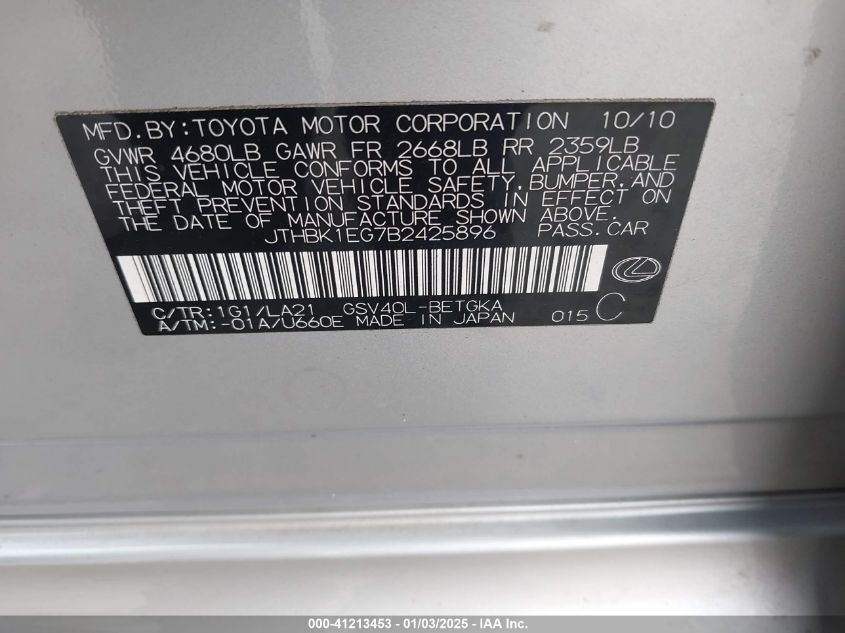 MFD.BY:TOYOTA MOTOR CORPORATION 10/10
GVWR 4680LB GAWR FR 2668LB RR 2359LB
THIS VEHICLE CONFORMS TO ALL APPLICABLE
FEDERAL MOTOR VEHICLE SAFETY,BUMPER,AND
THEFT PREVENTION STANDARDS IN EFFECT ON
THE DATE OF MANUFACTURE SHOWN ABOVE.
JTHBK1EG7B2425896 PASS.CAR
C/TR:1G1/LA21 GSV40L-BETGKA
A/TM:-01A/U660E MADE IN JAPAN 015 C
000-41213453 - 01/03/2025 - IAA Inc.